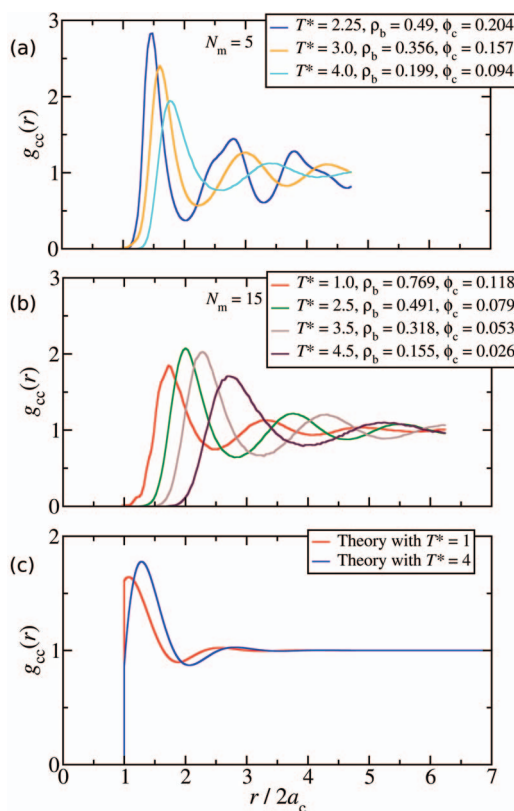 (a)
3
2
1
0
g_cc(r)
N_m = 5
T* = 2.25, ρ_b = 0.49, ϕ_c = 0.204
T* = 3.0, ρ_b = 0.356, ϕ_c = 0.157
T* = 4.0, ρ_b = 0.199, ϕ_c = 0.094
(b)
3
2
1
0
g_cc(r)
N_m = 15
T* = 1.0, ρ_b = 0.769, ϕ_c = 0.118
T* = 2.5, ρ_b = 0.491, ϕ_c = 0.079
T* = 3.5, ρ_b = 0.318, ϕ_c = 0.053
T* = 4.5, ρ_b = 0.155, ϕ_c = 0.026
(c)
2
1
0
g_cc(r)
Theory with T* = 1
Theory with T* = 4
0 1 2 3 4 5 6 7
r / 2a_c